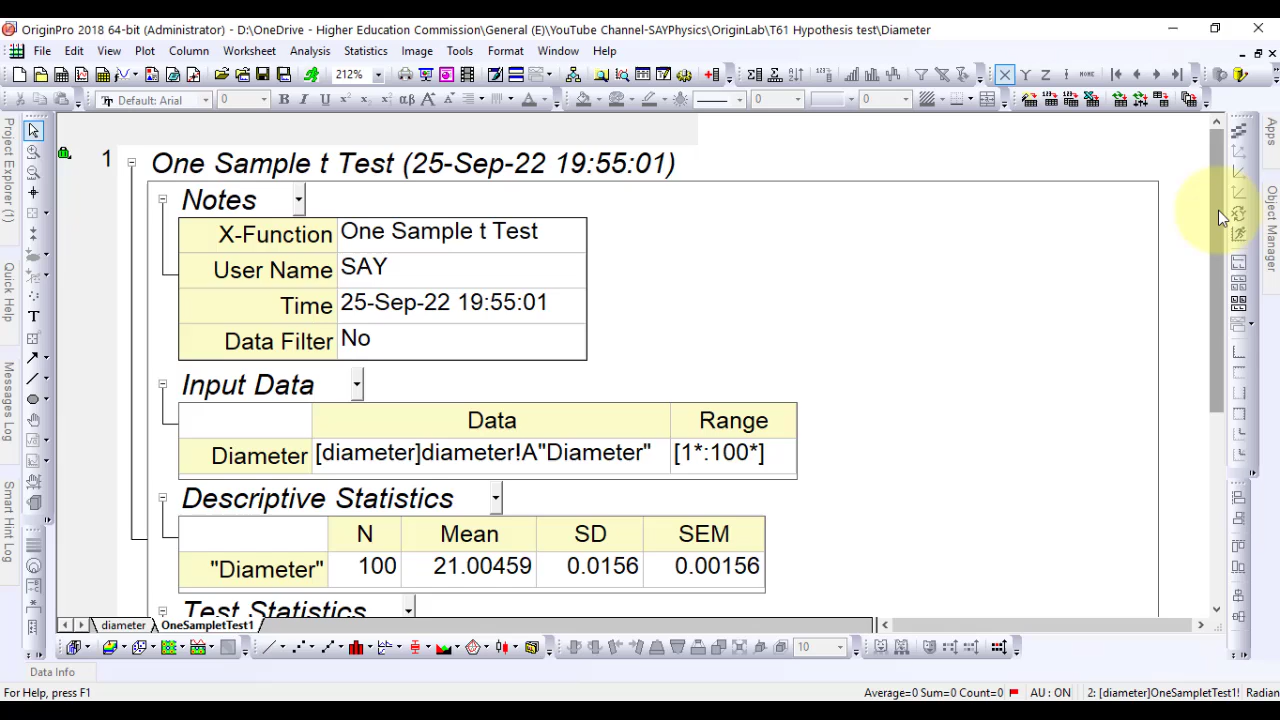 OriginPro 2018 64-bit (Administrator) - D:\OneDrive - Higher Education Commission\General (E)\YouTube Channel-SAYPhysics\OriginLab\T61 Hypothesis test\Diameter
File Edit View Plot Column Worksheet Analysis Statistics Image Tools Format Window Help
212%
Default: Arial 0 B I U 0 0
Project Explorer (1)
Quick Help
Messages Log
Smart Hint Log
Apps
Object Manager
1 One Sample t Test (25-Sep-22 19:55:01)
Notes
X-Function One Sample t Test
User Name SAY
Time 25-Sep-22 19:55:01
Data Filter No
Input Data
Data Range
Diameter [diameter]diameter!A"Diameter" [1*:100*]
Descriptive Statistics
N Mean SD SEM
"Diameter" 100 21.00459 0.0156 0.00156
Test Statistics
diameter OneSampletTest1
10
Data Info
For Help, press F1 Average=0 Sum=0 Count=0 AU : ON 2: [diameter]OneSampletTest1! Radian